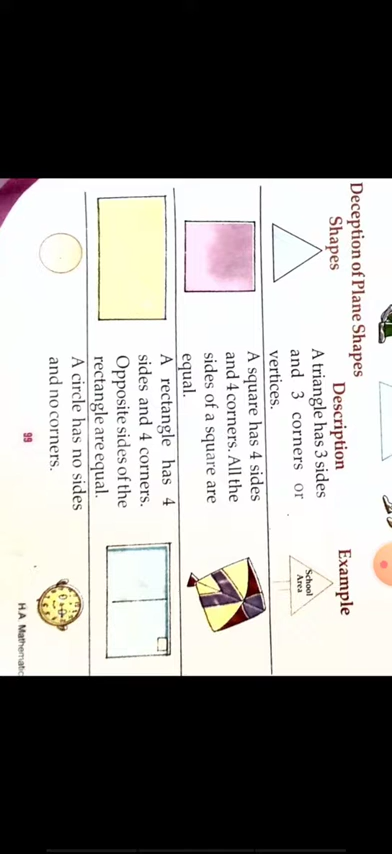 Deception of Plane Shapes
Shapes Description Example
A triangle has 3 sides
and 3 corners or
vertices.
School
Area
A square has 4 sides
and 4 corners. All the
sides of a square are
equal.
A rectangle has 4
sides and 4 corners.
Opposite sides of the
rectangle are equal.
A circle has no sides
and no corners.
99
H.A. Mathematic